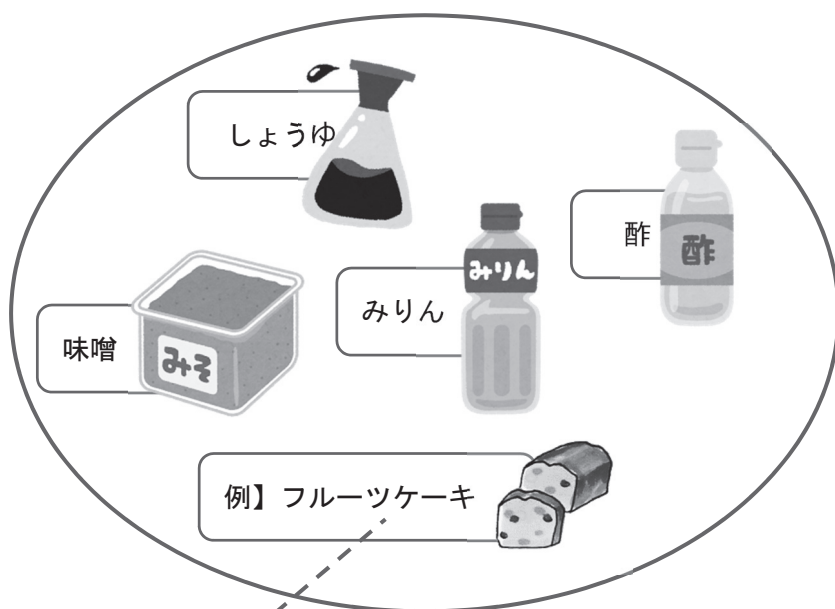 しょうゆ
酢
酢
みりん
みりん
味噌
みそ
例】フルーツケーキ